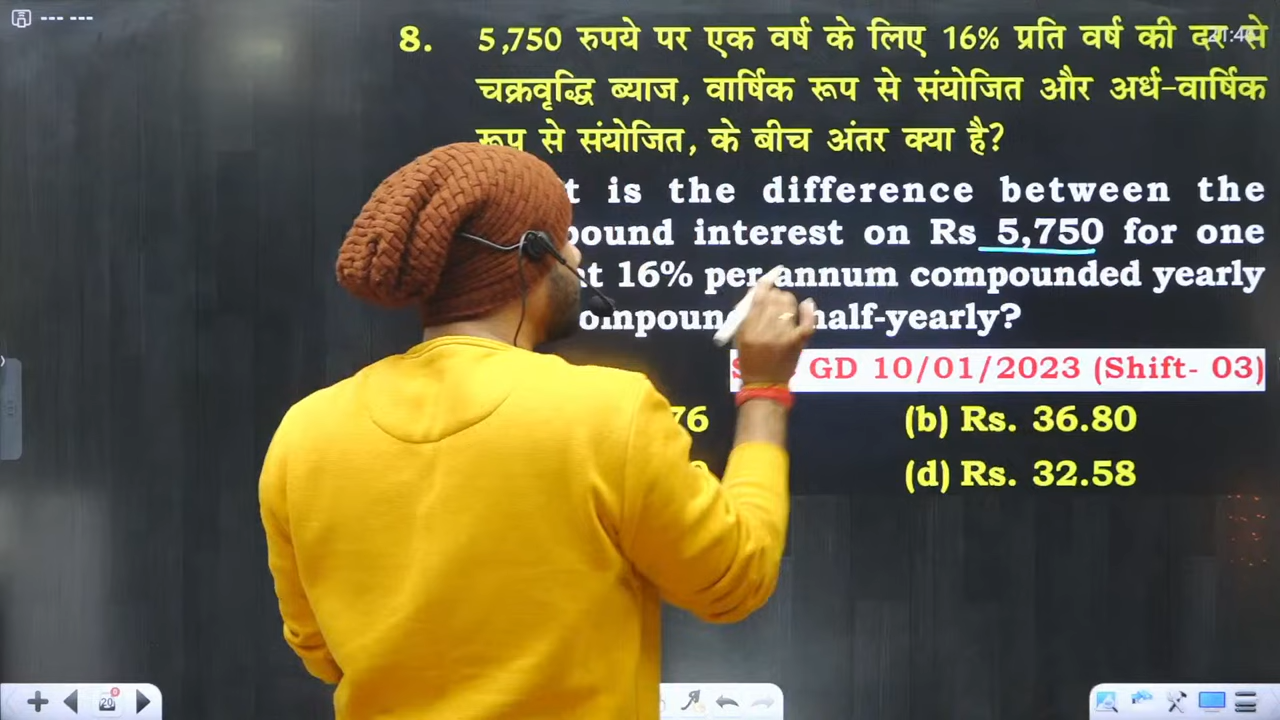 8. 5,750 रुपये पर एक वर्ष के लिए 16% प्रति वर्ष की दर से
चक्रवृद्धि ब्याज, वार्षिक रूप से संयोजित और अर्ध-वार्षिक
रूप से संयोजित, के बीच अंतर क्या है?
is the difference between the
interest on Rs 5,750 for one
16% per annum compounded yearly
half-yearly?
GD 10/01/2023 (Shift- 03)
(b) Rs. 36.80
(d) Rs. 32.58
20